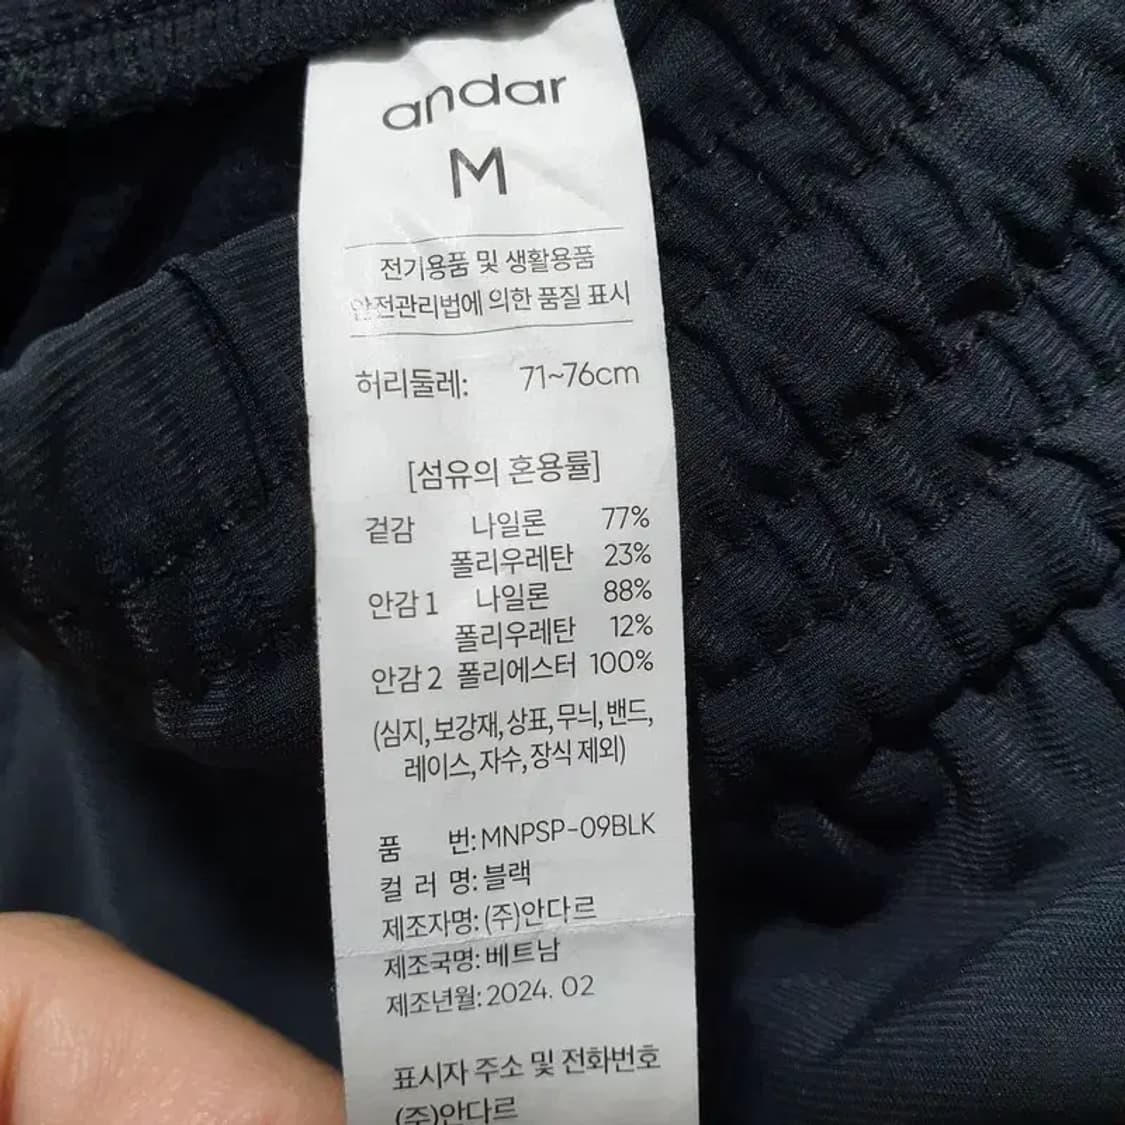 andar
M
전기용품 및 생활용품
안전관리법에 의한 품질 표시
허리둘레: 71~76cm
[섬유의 혼용률]
겉감 나일론 77%
폴리우레탄 23%
안감 1 나일론 88%
폴리우레탄 12%
안감 2 폴리에스터 100%
(심지, 보강재, 상표, 무늬, 밴드,
레이스, 자수, 장식 제외)
품 번: MNPSP-09BLK
컬 러 명: 블랙
제조자명: (주)안다르
제조국명: 베트남
제조년월: 2024. 02
표시자 주소 및 전화번호
(주)안다르